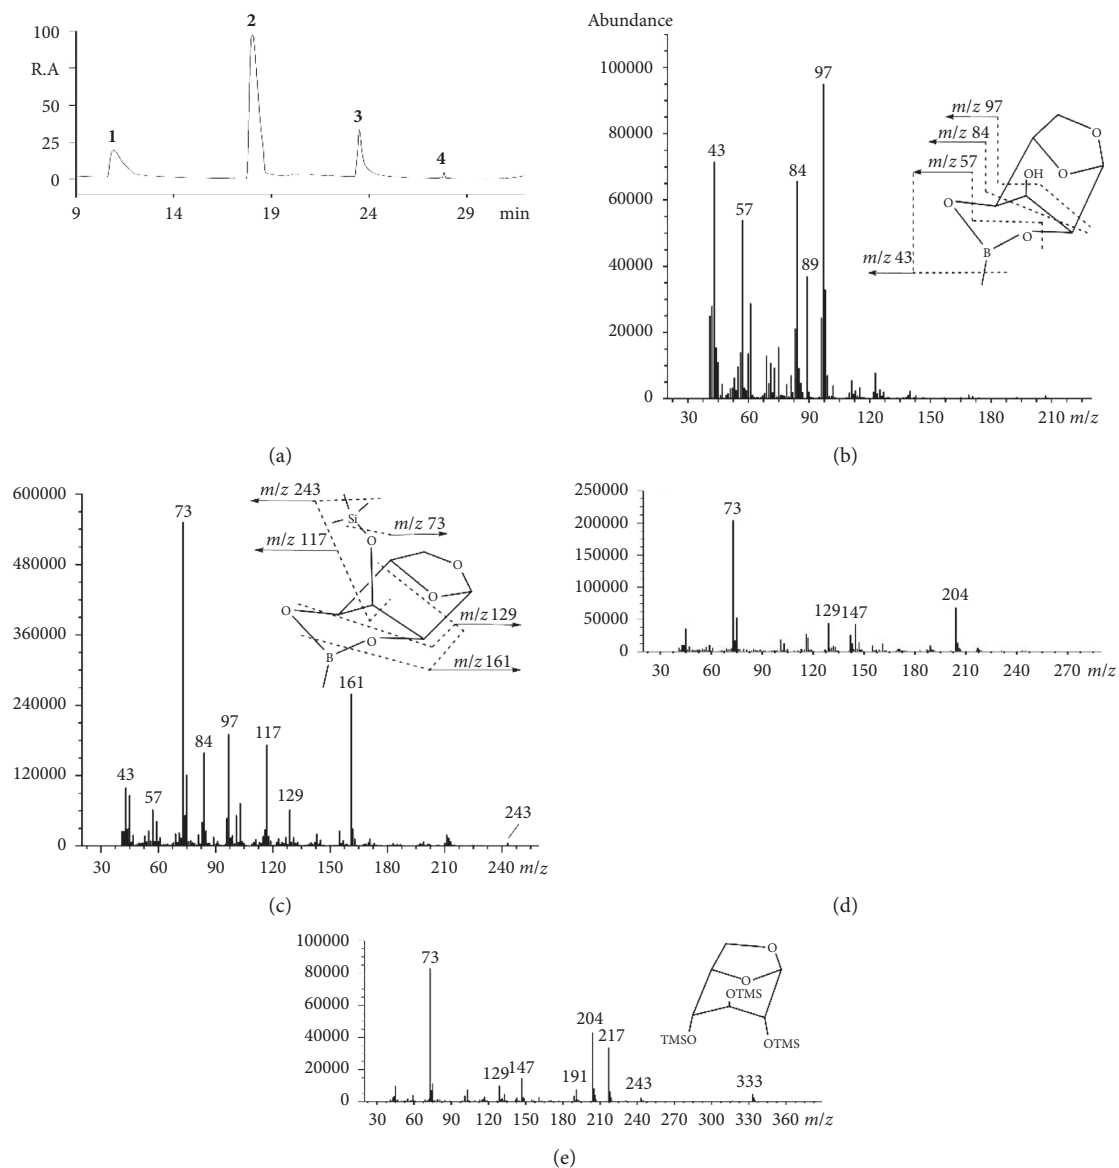 100
R.A
50
25
0
1
2
3
4
9 14 19 24 29 min
(a)
Abundance
100000
80000
60000
40000
20000
0
43
57
84
89
97
30 60 90 120 150 180 210 m/z
m/z 97
m/z 84
m/z 57
m/z 43
OH
O
O
O
O
B
(b)
600000
480000
360000
240000
120000
0
43
57
73
84
97
117
129
161
243
30 60 90 120 150 180 210 240 m/z
m/z 243
m/z 73
m/z 117
m/z 129
m/z 161
Si
O
O
O
O
O
B
(c)
250000
200000
150000
100000
50000
0
73
129
147
204
30 60 90 120 150 180 210 240 270 m/z
(d)
100000
80000
60000
40000
20000
0
73
129
147
191
204
217
243
333
30 60 90 120 150 180 210 240 270 300 330 360 m/z
O
O
OTMS
TMSO
OTMS
(e)